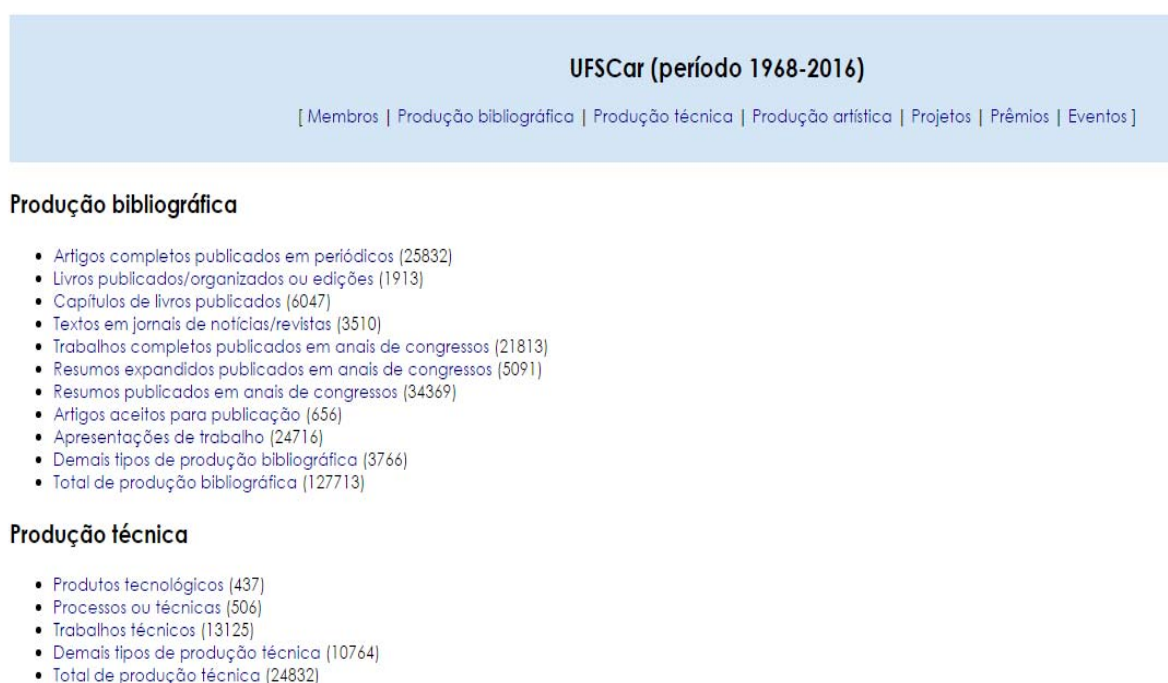 UFSCar (período 1968-2016)
[ Membros | Produção bibliográfica | Produção técnica | Produção artística | Projetos | Prêmios | Eventos ]
Produção bibliográfica
• Artigos completos publicados em periódicos (25832)
• Livros publicados/organizados ou edições (1913)
• Capítulos de livros publicados (6047)
• Textos em jornais de notícias/revistas (3510)
• Trabalhos completos publicados em anais de congressos (21813)
• Resumos expandidos publicados em anais de congressos (5091)
• Resumos publicados em anais de congressos (34369)
• Artigos aceitos para publicação (656)
• Apresentações de trabalho (24716)
• Demais tipos de produção bibliográfica (3766)
• Total de produção bibliográfica (127713)
Produção técnica
• Produtos tecnológicos (437)
• Processos ou técnicas (506)
• Trabalhos técnicos (13125)
• Demais tipos de produção técnica (10764)
• Total de produção técnica (24832)